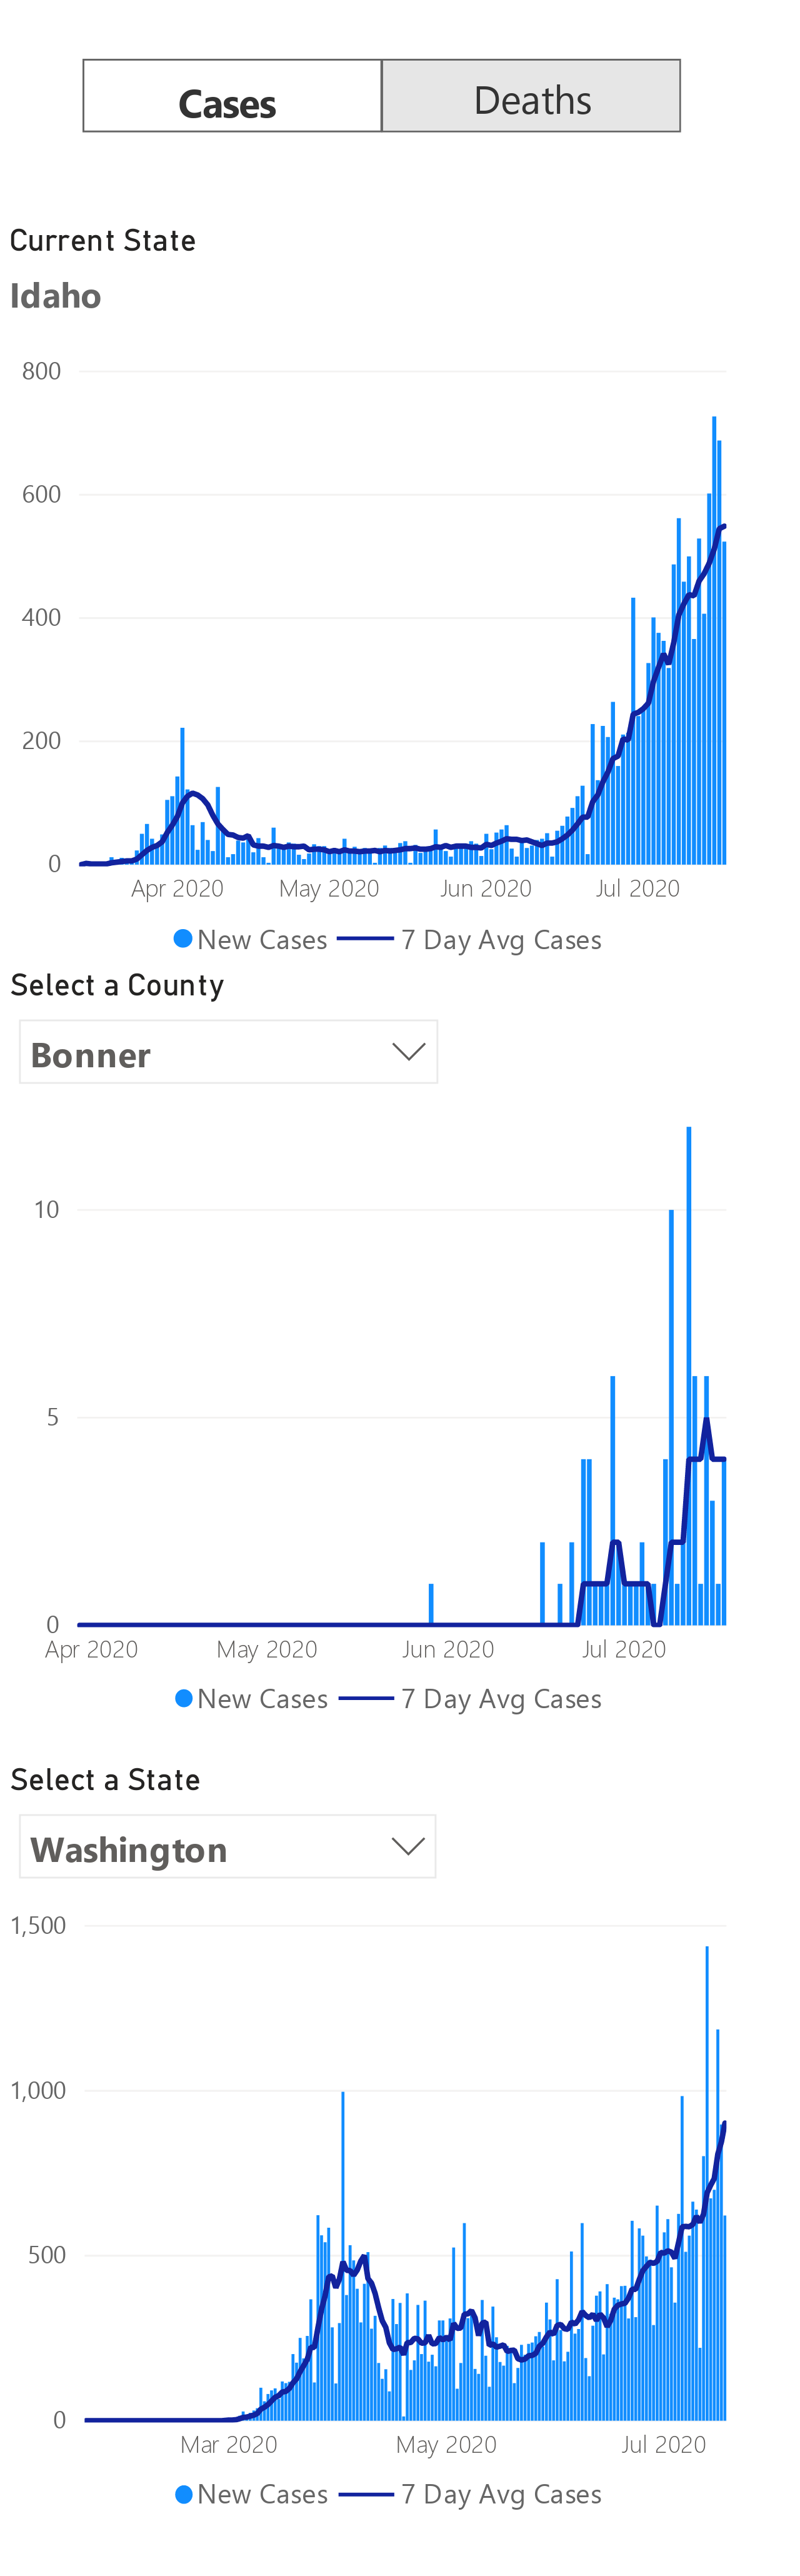 Cases Deaths
Current State
Idaho
800
600
400
200
0
Apr 2020 May 2020 Jun 2020 Jul 2020
New Cases 7 Day Avg Cases
Select a County
Bonner
10
5
0
Apr 2020 May 2020 Jun 2020 Jul 2020
New Cases 7 Day Avg Cases
Select a State
Washington
1,500
1,000
500
0
Mar 2020 May 2020 Jul 2020
New Cases 7 Day Avg Cases